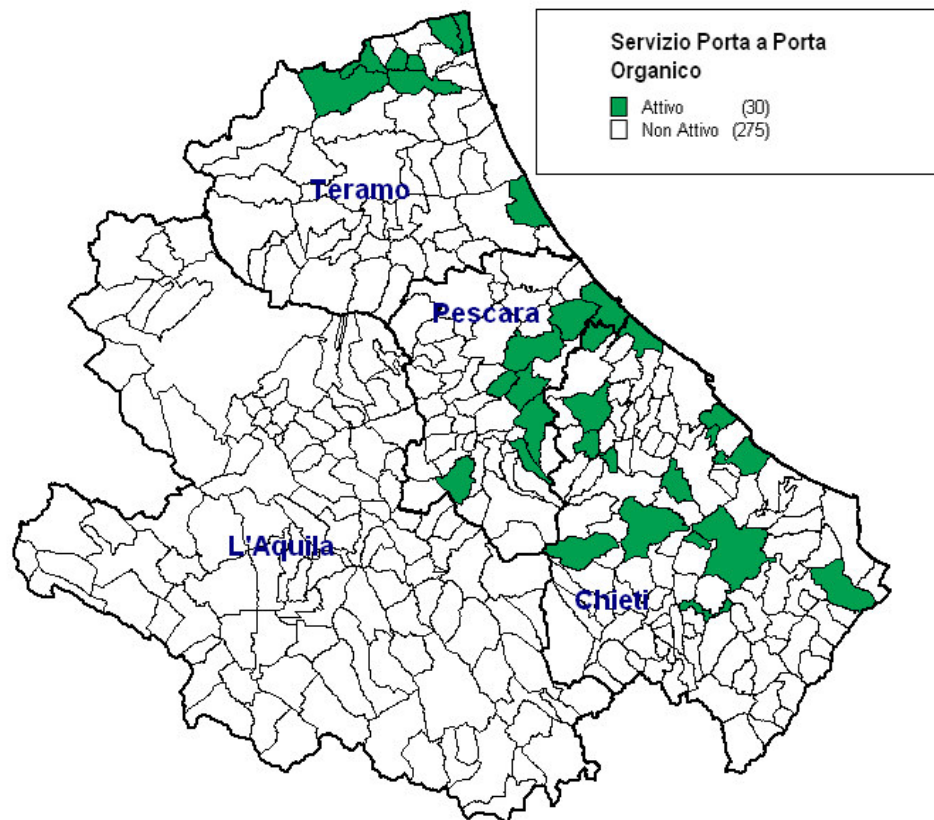 Servizio Porta a Porta
Organico
Attivo (30)
Non Attivo (275)
Teramo
Pescara
L'Aquila
Chieti